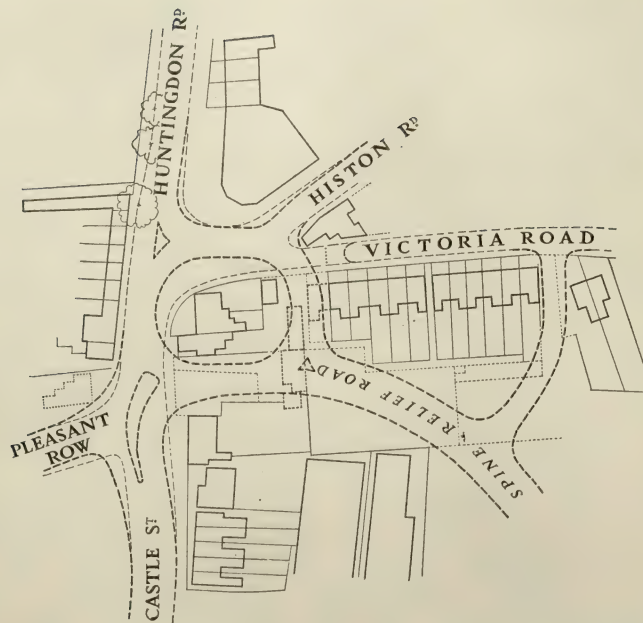 HUNTINGDON RD
HISTON RD
VICTORIA ROAD
SPINE RELIEF ROAD
PLEASANT
ROW
CASTLE ST